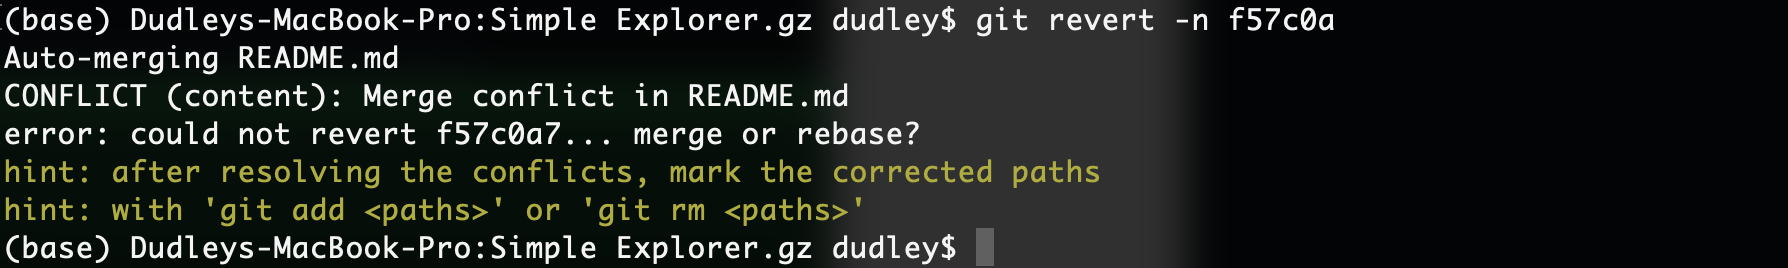 (base) Dudleys-MacBook-Pro:Simple Explorer.gz dudley$ git revert -n f57c0a
Auto-merging README.md
CONFLICT (content): Merge conflict in README.md
error: could not revert f57c0a7... merge or rebase?
hint: after resolving the conflicts, mark the corrected paths
hint: with 'git add <paths>' or 'git rm <paths>'
(base) Dudleys-MacBook-Pro:Simple Explorer.gz dudley$